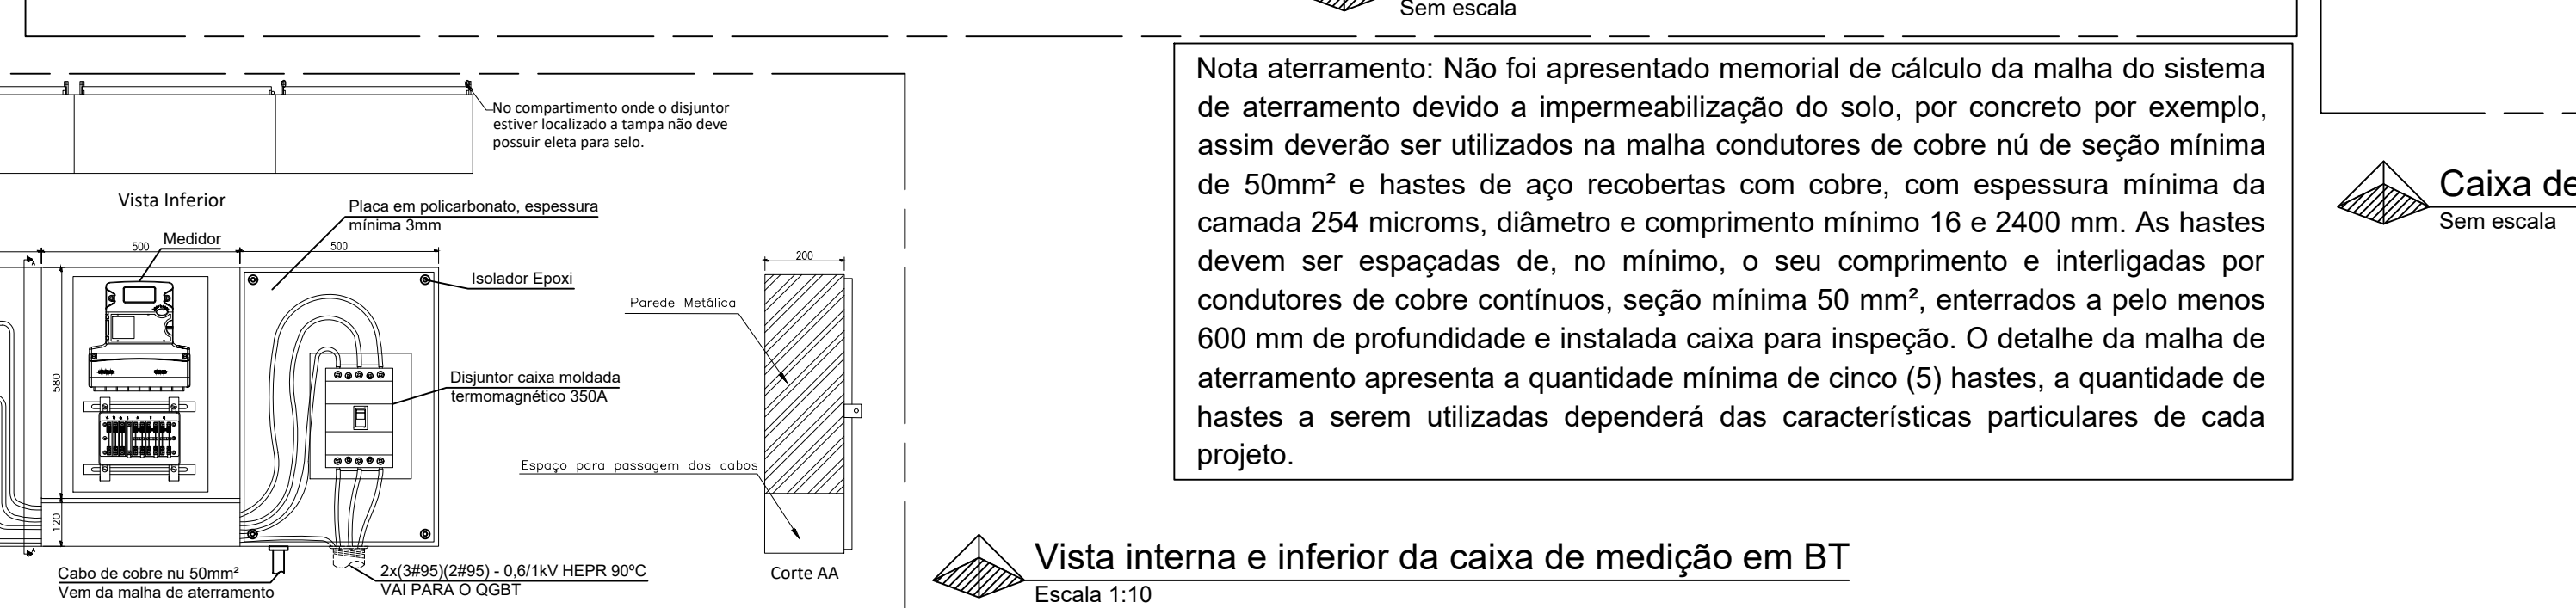 Sem escala
No compartimento onde o disjuntor
estiver localizado a tampa não deve
possuir eleta para selo.
Vista Inferior
Placa em policarbonato, espessura
mínima 3mm
500
Medidor
500
Isolador Epoxi
580
Disjuntor caixa moldada
termomagnético 350A
120
A
A
Cabo de cobre nu 50mm²
Vem da malha de aterramento
2x(3#95)(2#95) - 0,6/1kV HEPR 90ºC
VAI PARA O QGBT
200
Parede Metálica
Espaço para passagem dos cabos
Corte AA
Nota aterramento: Não foi apresentado memorial de cálculo da malha do sistema
de aterramento devido a impermeabilização do solo, por concreto por exemplo,
assim deverão ser utilizados na malha condutores de cobre nú de seção mínima
de 50mm² e hastes de aço recobertas com cobre, com espessura mínima da
camada 254 microms, diâmetro e comprimento mínimo 16 e 2400 mm. As hastes
devem ser espaçadas de, no mínimo, o seu comprimento e interligadas por
condutores de cobre contínuos, seção mínima 50 mm², enterrados a pelo menos
600 mm de profundidade e instalada caixa para inspeção. O detalhe da malha de
aterramento apresenta a quantidade mínima de cinco (5) hastes, a quantidade de
hastes a serem utilizadas dependerá das características particulares de cada
projeto.
Vista interna e inferior da caixa de medição em BT
Escala 1:10
Caixa de
Sem escala